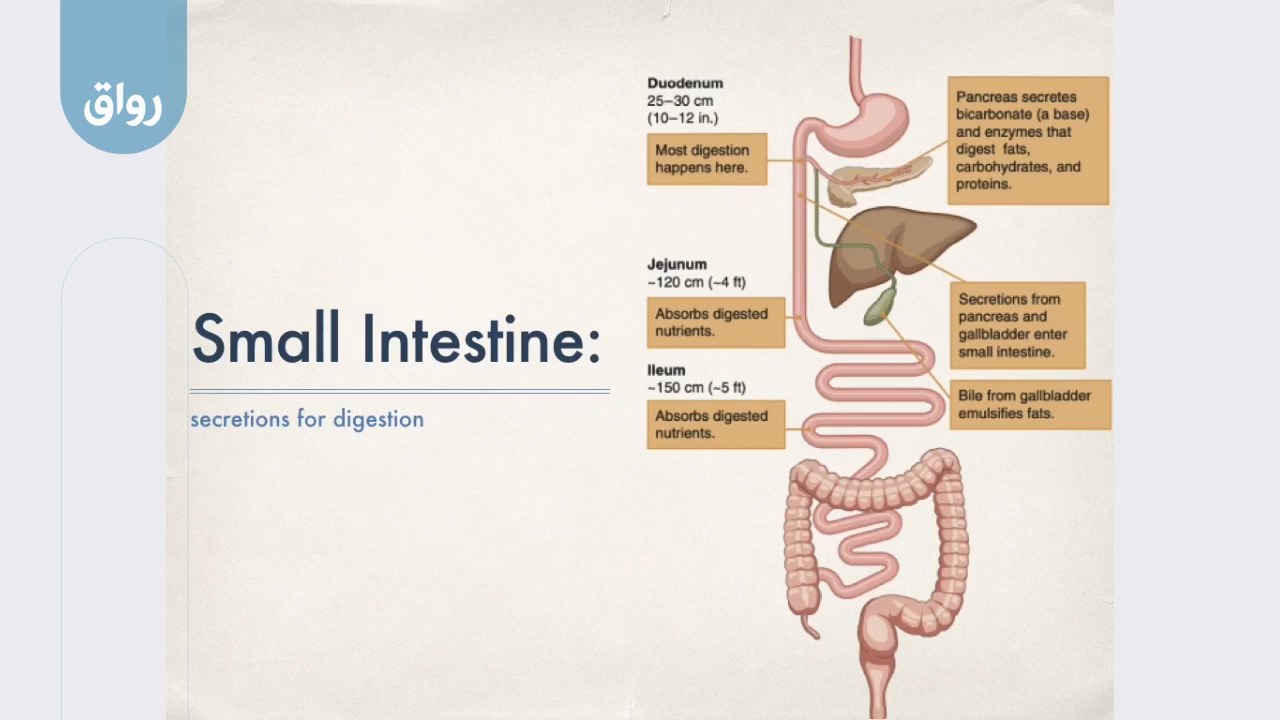 رواق
Small Intestine:
secretions for digestion
Duodenum
25–30 cm
(10–12 in.)
Most digestion
happens here.
Jejunum
~120 cm (~4 ft)
Absorbs digested
nutrients.
Ileum
~150 cm (~5 ft)
Absorbs digested
nutrients.
Pancreas secretes
bicarbonate (a base)
and enzymes that
digest fats,
carbohydrates, and
proteins.
Secretions from
pancreas and
gallbladder enter
small intestine.
Bile from gallbladder
emulsifies fats.